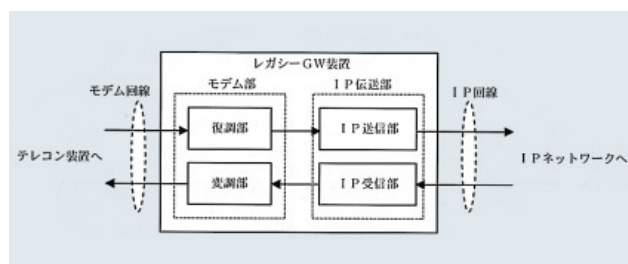 レガシーGW装置
モデム部
IP伝送部
モデム回線
IP回線
復調部
IP送信部
テレコン装置へ
IPネットワークへ
変調部
IP受信部